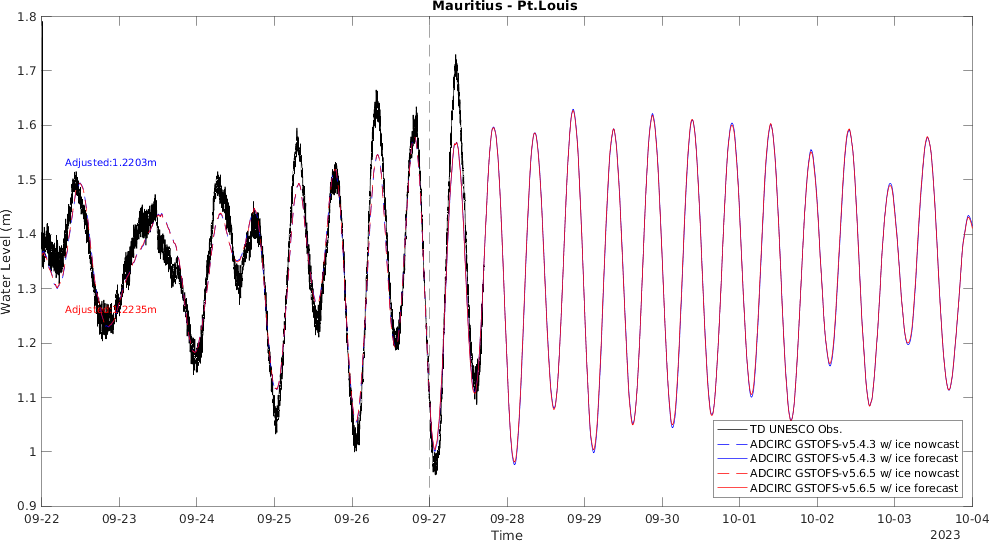 Mauritius - Pt.Louis
1.8
1.7
1.6
1.5
1.4
1.3
1.2
1.1
1
0.9
Water Level (m)
Adjusted:1.2203m
Adjusted:1.2235m
TD UNESCO Obs.
ADCIRC GSTOFS-v5.4.3 w/ ice nowcast
ADCIRC GSTOFS-v5.4.3 w/ ice forecast
ADCIRC GSTOFS-v5.6.5 w/ ice nowcast
ADCIRC GSTOFS-v5.6.5 w/ ice forecast
09-22 09-23 09-24 09-25 09-26 09-27 09-28 09-29 09-30 10-01 10-02 10-03 10-04
Time
2023